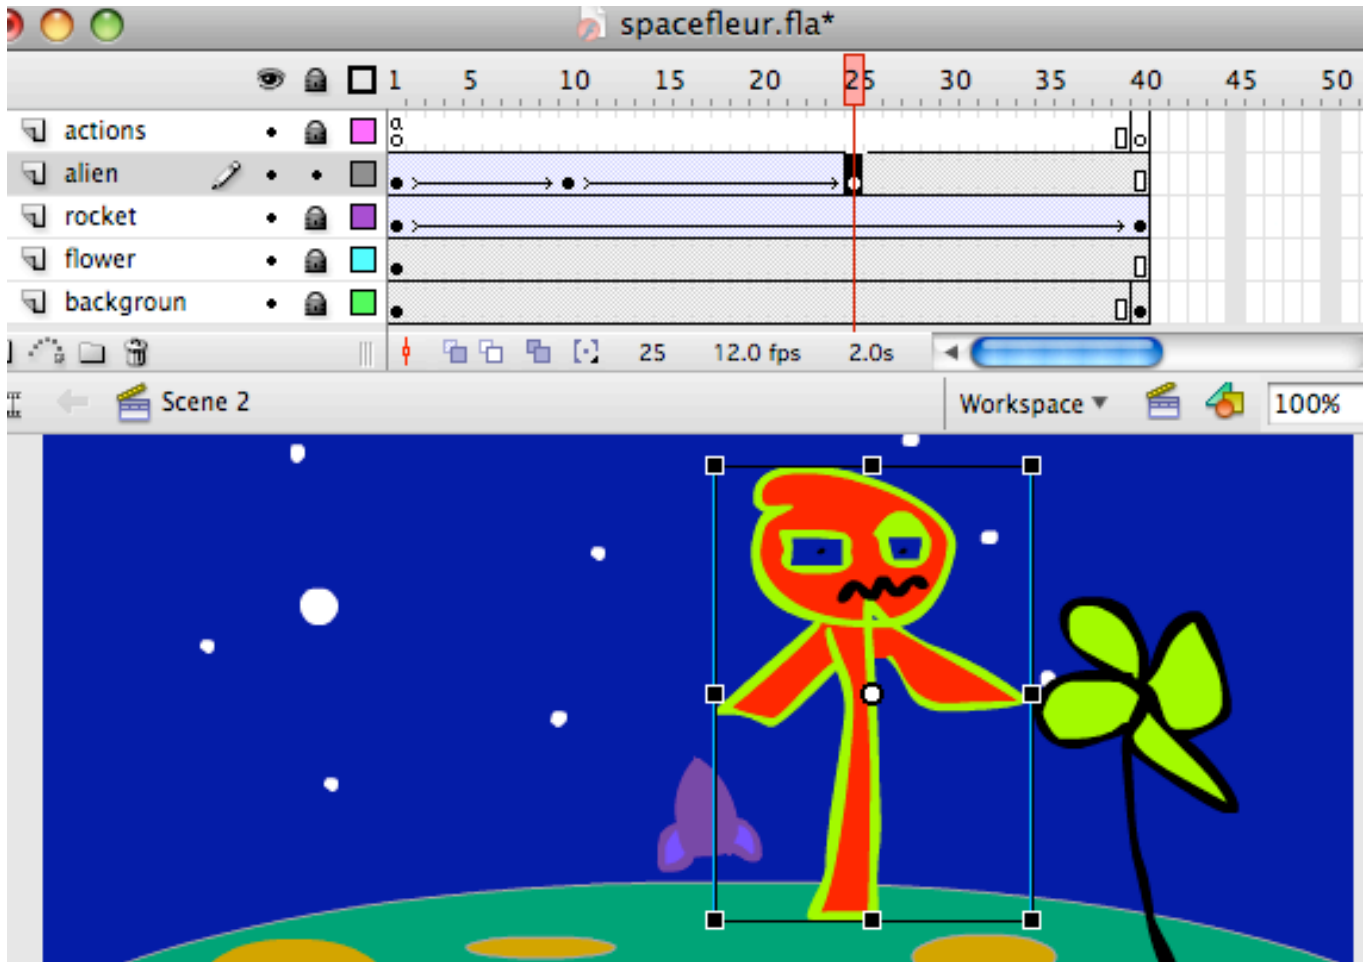 spacefleur.fla*
1 5 10 15 20 25 30 35 40 45 50
actions
a
alien
rocket
flower
backgroun
25 12.0 fps 2.0s
Scene 2 Workspace 100%